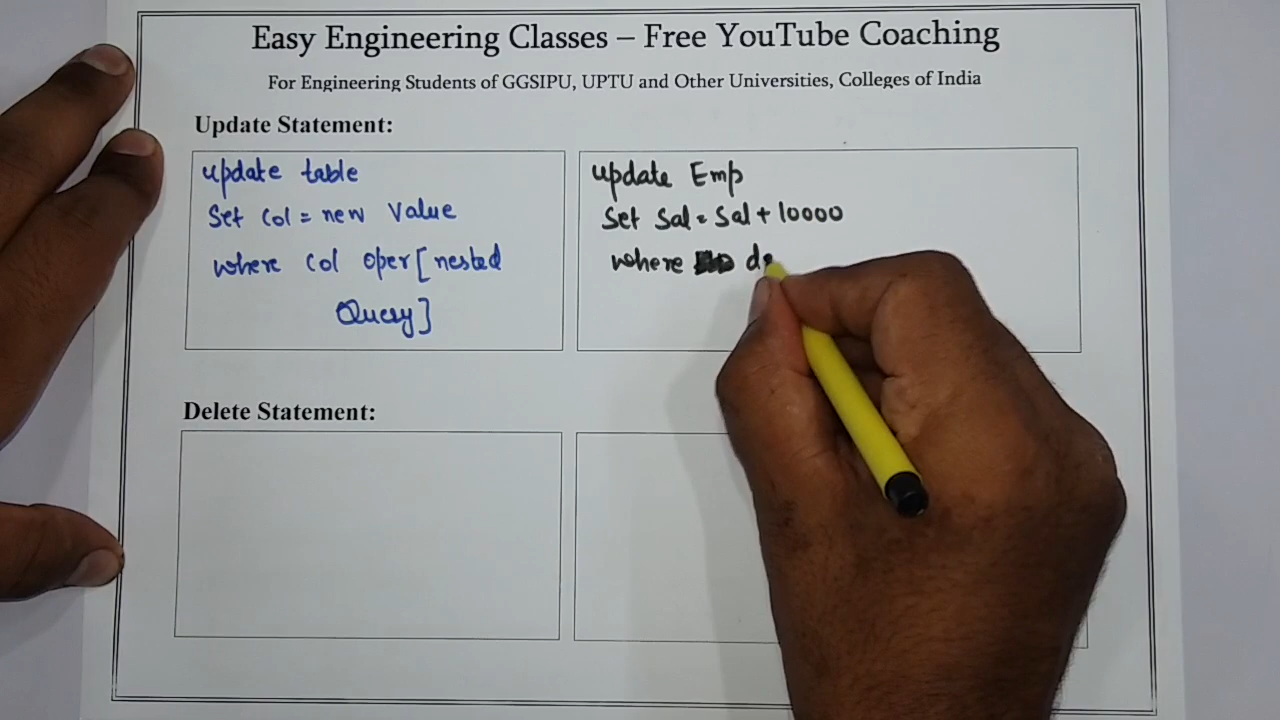 Easy Engineering Classes – Free YouTube Coaching
For Engineering Students of GGSIPU, UPTU and Other Universities, Colleges of India
Update Statement:
update table
Set Col = new Value
where Col oper [nested
Query]
update Emp
Set Sal = Sal + 10000
where
Delete Statement: